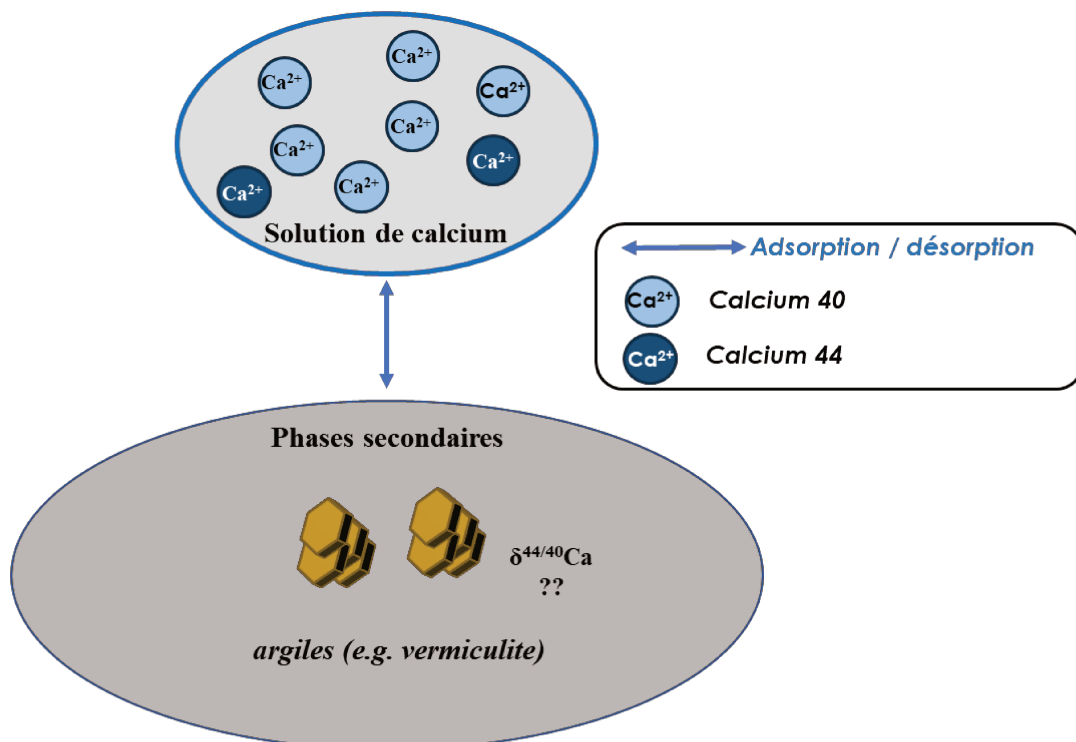 Ca²⁺
Ca²⁺
Ca²⁺
Ca²⁺
Ca²⁺
Ca²⁺
Ca²⁺
Ca²⁺
Ca²⁺
Solution de calcium
Adsorption / désorption
Ca²⁺ Calcium 40
Ca²⁺ Calcium 44
Phases secondaires
δ⁴⁴/⁴⁰Ca
??
argiles (e.g. vermiculite)